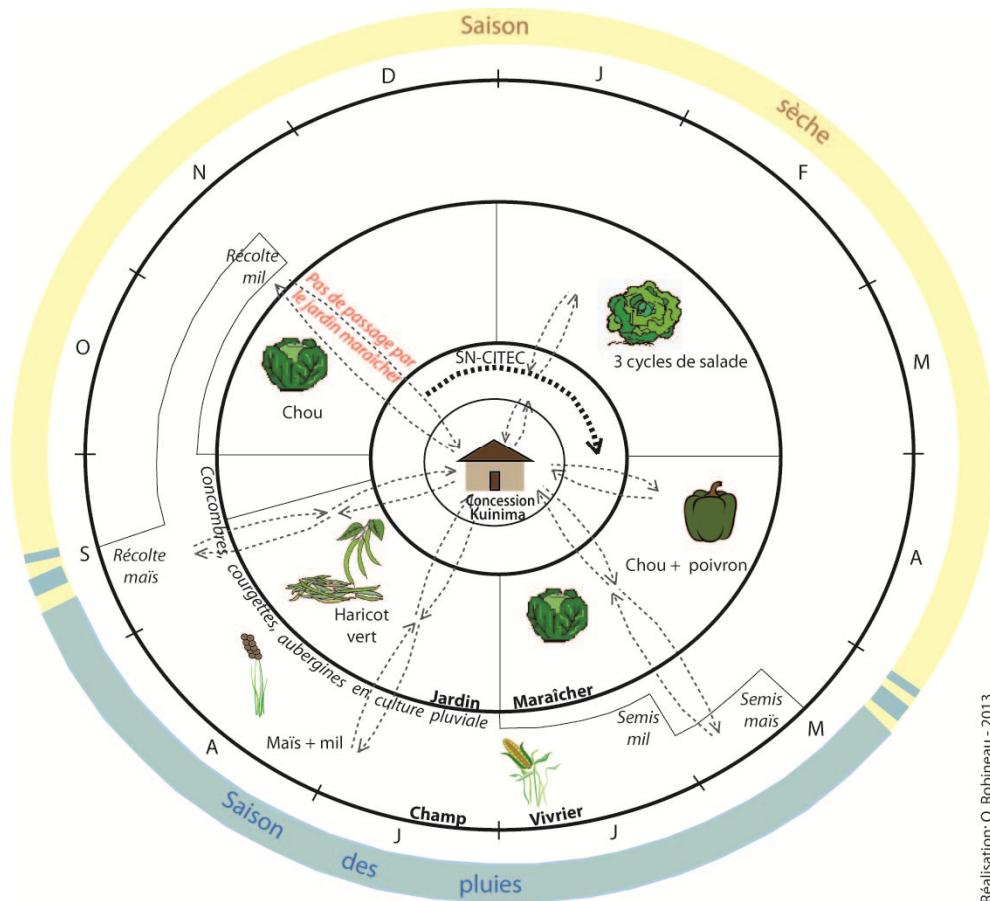 Saison
sèche
D
J
N
F
Récolte
mil
Pas de passage par
le jardin maraîcher
O
M
SN-CITEC
3 cycles de salade
Chou
Concession
Kuinima
S
Récolte
maïs
A
Chou + poivron
Haricot
vert
Concombres, courgettes, aubergines en culture pluviale
Jardin Maraîcher
Semis
mil
Semis
maïs
M
Maïs + mil
A
Champ Vivrier
J
J
Saison
des
pluies
Réalisation: O. Robineau - 2013